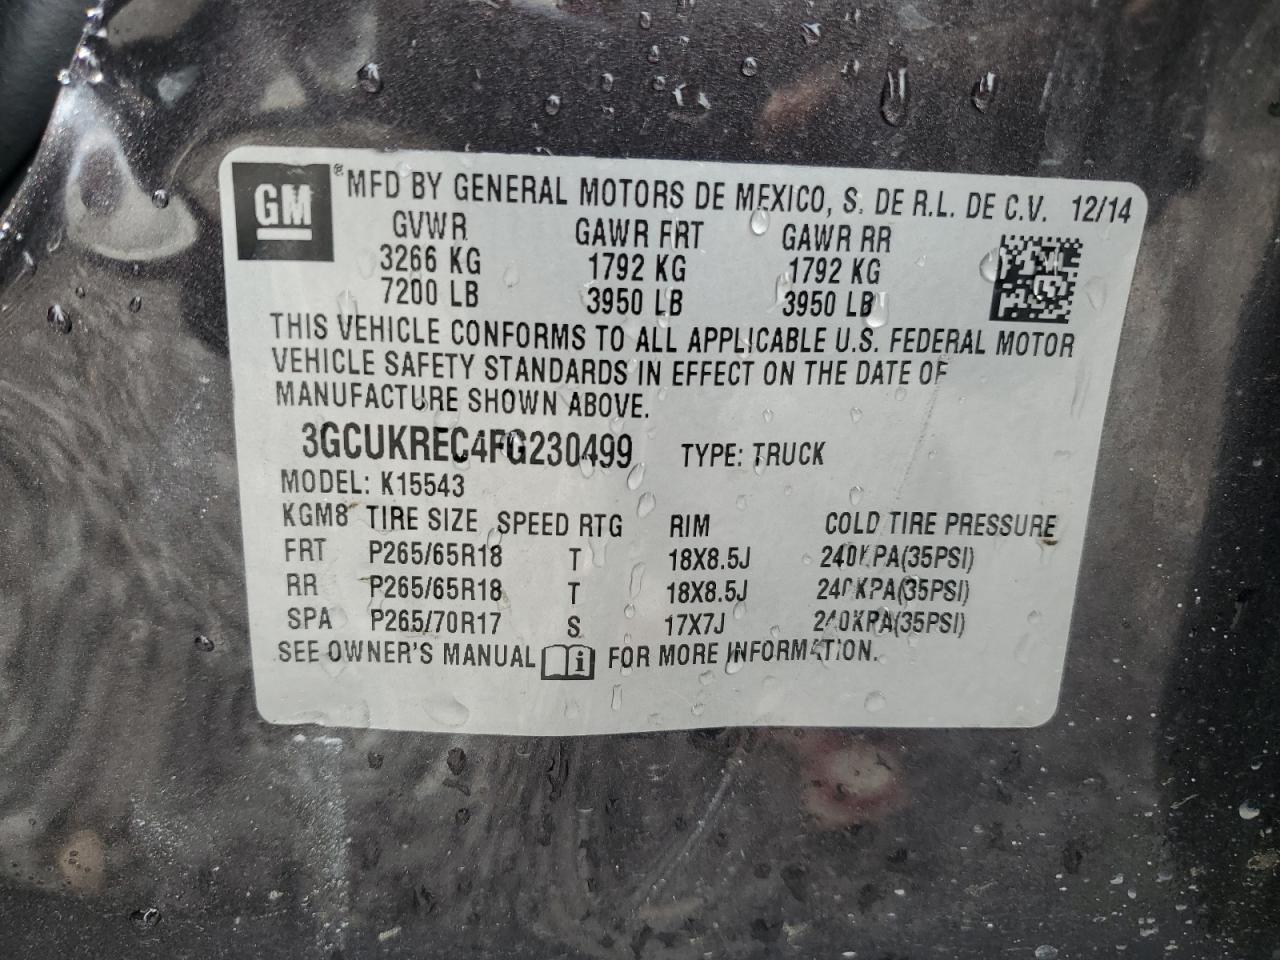 GM ® MFD BY GENERAL MOTORS DE MEXICO, S. DE R.L. DE C.V. 12/14
GVWR GAWR FRT GAWR RR
3266 KG 1792 KG 1792 KG
7200 LB 3950 LB 3950 LB
THIS VEHICLE CONFORMS TO ALL APPLICABLE U.S. FEDERAL MOTOR
VEHICLE SAFETY STANDARDS IN EFFECT ON THE DATE OF
MANUFACTURE SHOWN ABOVE.
3GCUKREC4FG230499 TYPE: TRUCK
MODEL: K15543
KGM8 TIRE SIZE SPEED RTG RIM COLD TIRE PRESSURE
FRT P265/65R18 T 18X8.5J 240KPA(35PSI)
RR P265/65R18 T 18X8.5J 240KPA(35PSI)
SPA P265/70R17 S 17X7J 240KPA(35PSI)
SEE OWNER'S MANUAL i FOR MORE INFORMATION.